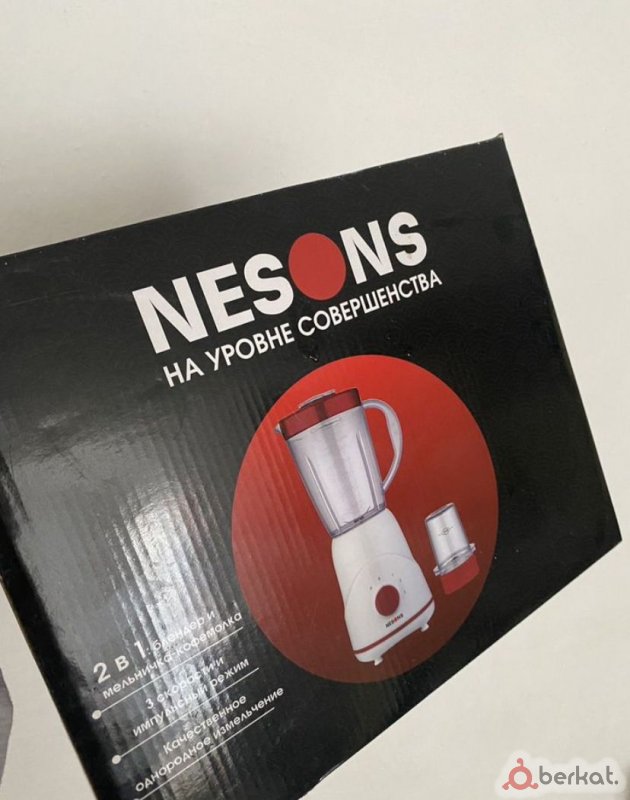 NESONS
НА УРОВНЕ СОВЕРШЕНСТВА
NESONS
2 в 1: блендер и
мельничка-кофемолка
3 скорости и
импульсный режим
Качественное
однородное измельчение
berkat.